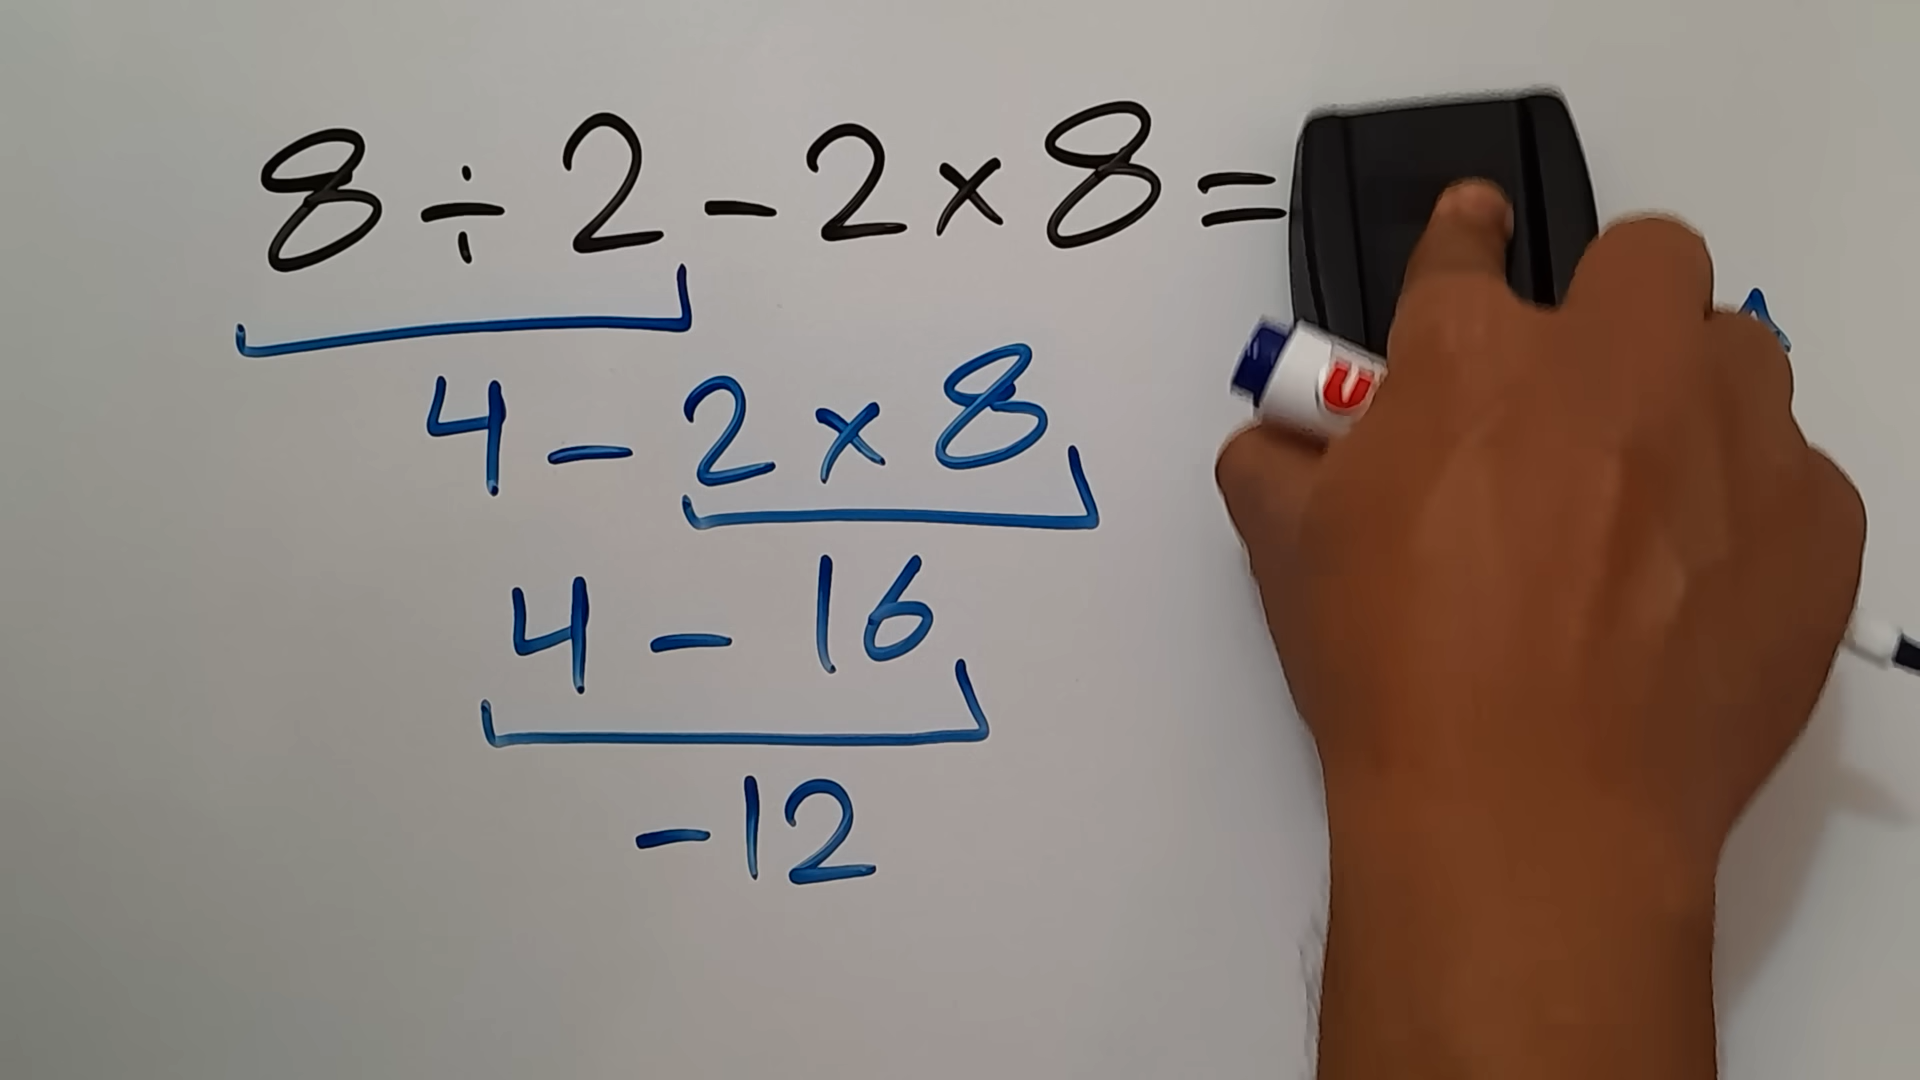 8 ÷ 2 - 2 × 8 =
4 - 2 × 8
4 - 16
-12